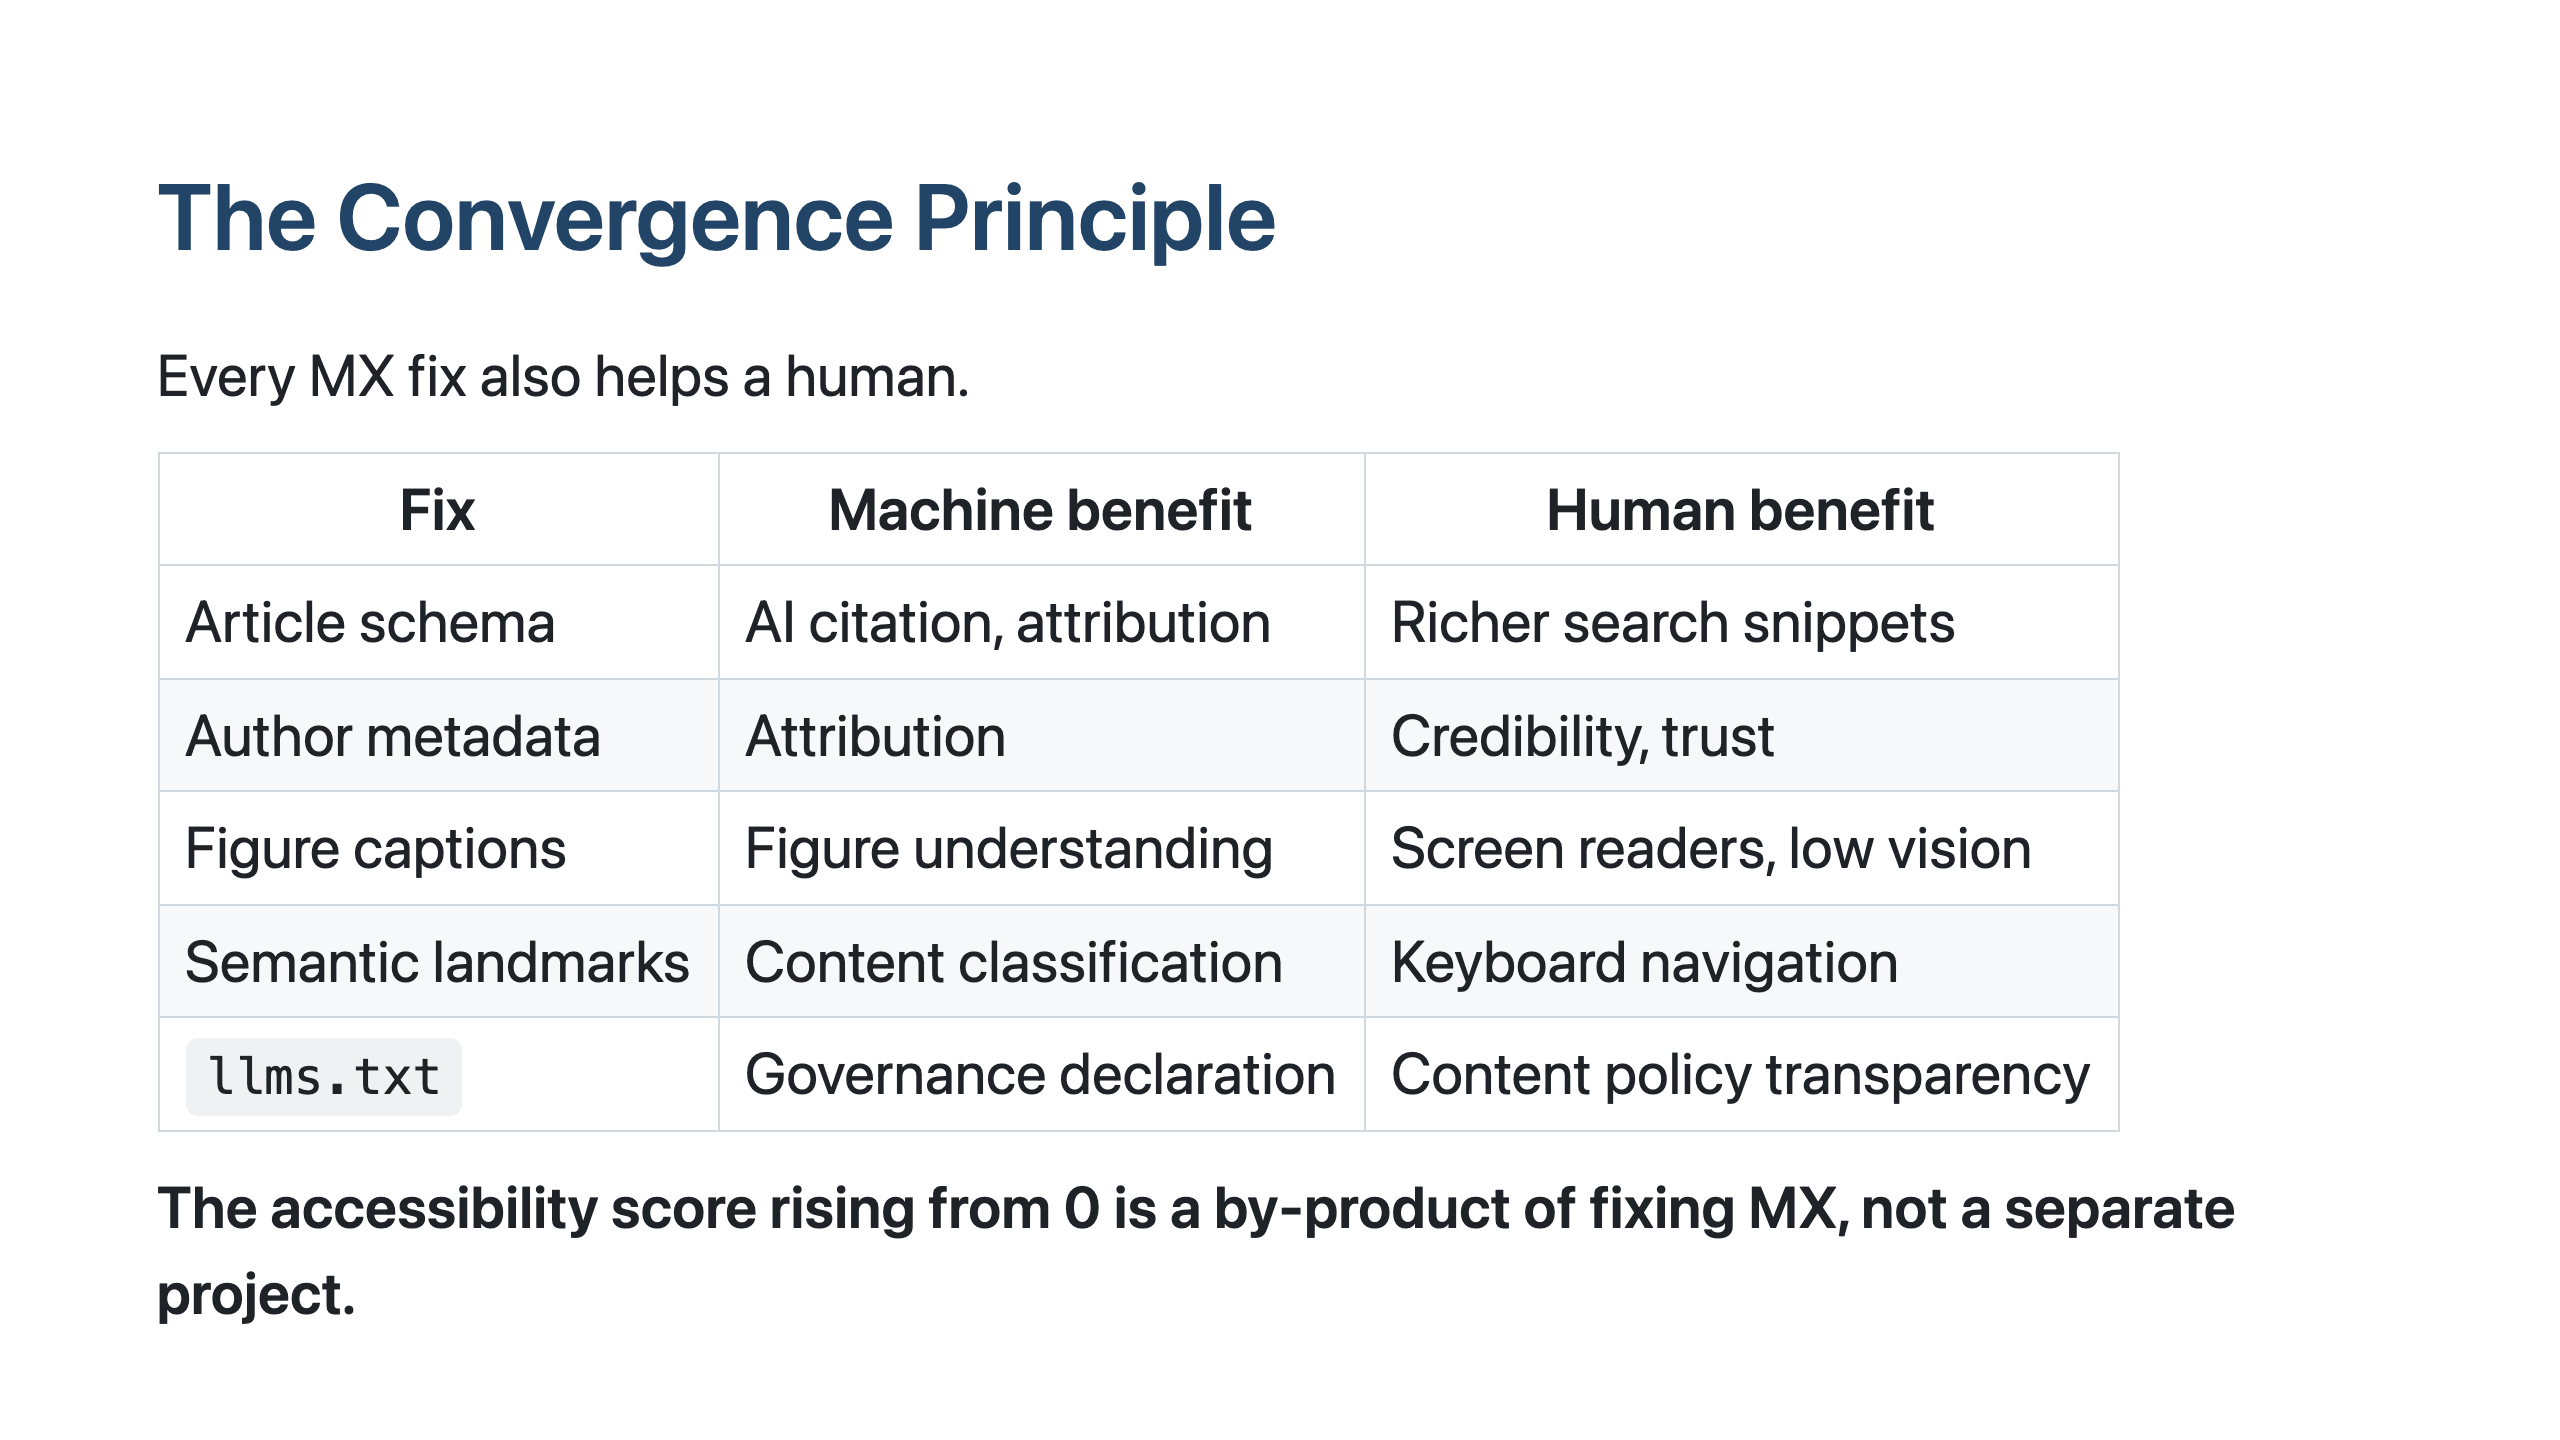 The Convergence Principle
Every MX fix also helps a human.
Fix Machine benefit Human benefit
Article schema AI citation, attribution Richer search snippets
Author metadata Attribution Credibility, trust
Figure captions Figure understanding Screen readers, low vision
Semantic landmarks Content classification Keyboard navigation
llms.txt Governance declaration Content policy transparency
The accessibility score rising from 0 is a by-product of fixing MX, not a separate
project.